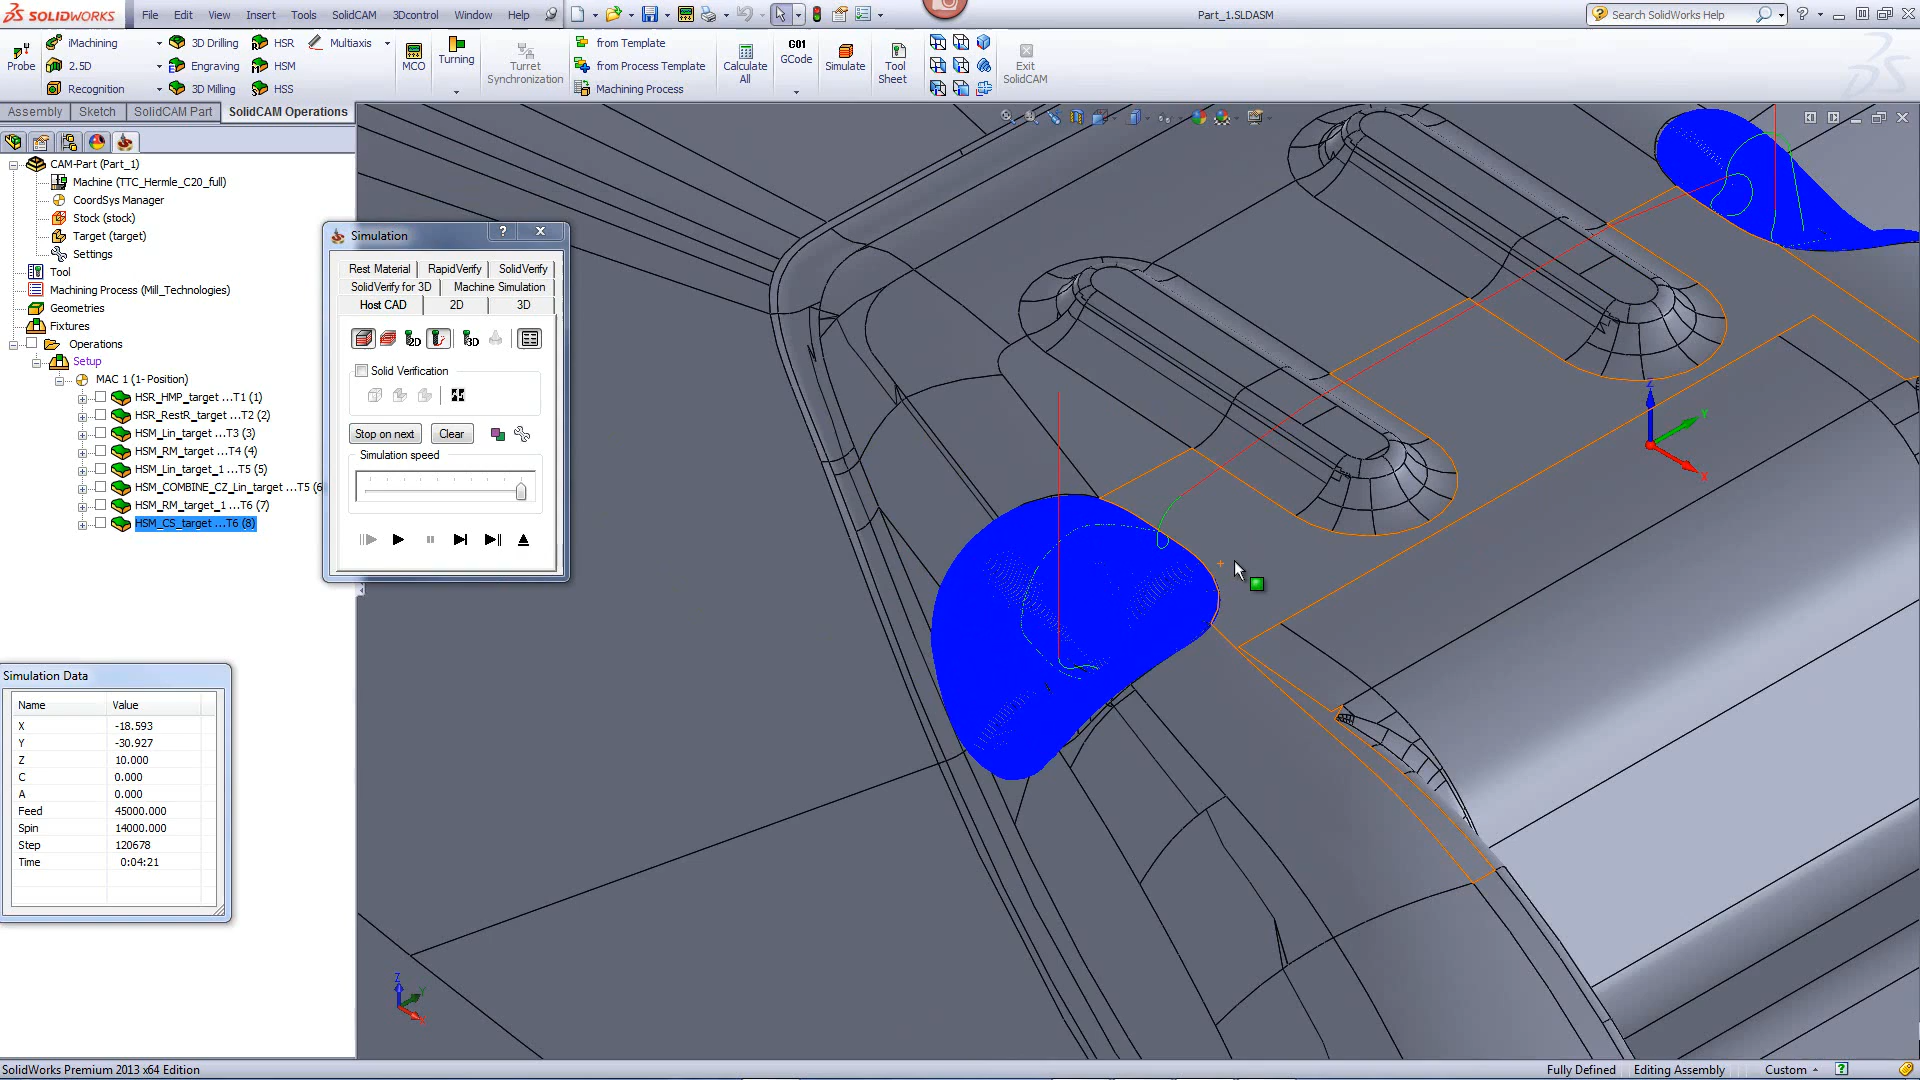 SOLIDWORKS File Edit View Insert Tools SolidCAM 3Dcontrol Window Help Part_1.SLDASM Search SolidWorks Help
Probe
iMachining
2.5D
Recognition
3D Drilling
Engraving
3D Milling
HSR
HSM
HSS
Multiaxis
MCO
Turning
Turret
Synchronization
from Template
from Process Template
Machining Process
Calculate
All
G01
GCode
Simulate
Tool
Sheet
Exit
SolidCAM
Assembly Sketch SolidCAM Part SolidCAM Operations
CAM-Part (Part_1)
Machine (TTC_Hermle_C20_full)
CoordSys Manager
Stock (stock)
Target (target)
Settings
Tool
Machining Process (Mill_Technologies)
Geometries
Fixtures
Operations
Setup
MAC 1 (1- Position)
HSR_HMP_target ...T1 (1)
HSR_RestR_target ...T2 (2)
HSM_Lin_target ...T3 (3)
HSM_RM_target ...T4 (4)
HSM_Lin_target_1 ...T5 (5)
HSM_COMBINE_CZ_Lin_target ...T5 (6
HSM_RM_target_1 ...T6 (7)
HSM_CS_target ...T6 (8)
Simulation
Rest Material RapidVerify SolidVerify
SolidVerify for 3D Machine Simulation
Host CAD 2D 3D
2D 3D
Solid Verification
Stop on next Clear
Simulation speed
Simulation Data
Name Value
X -18.593
Y -30.927
Z 10.000
C 0.000
A 0.000
Feed 45000.000
Spin 14000.000
Step 120678
Time 0:04:21
Z
Y
X
Z
Y
X
SolidWorks Premium 2013 x64 Edition Fully Defined Editing Assembly Custom